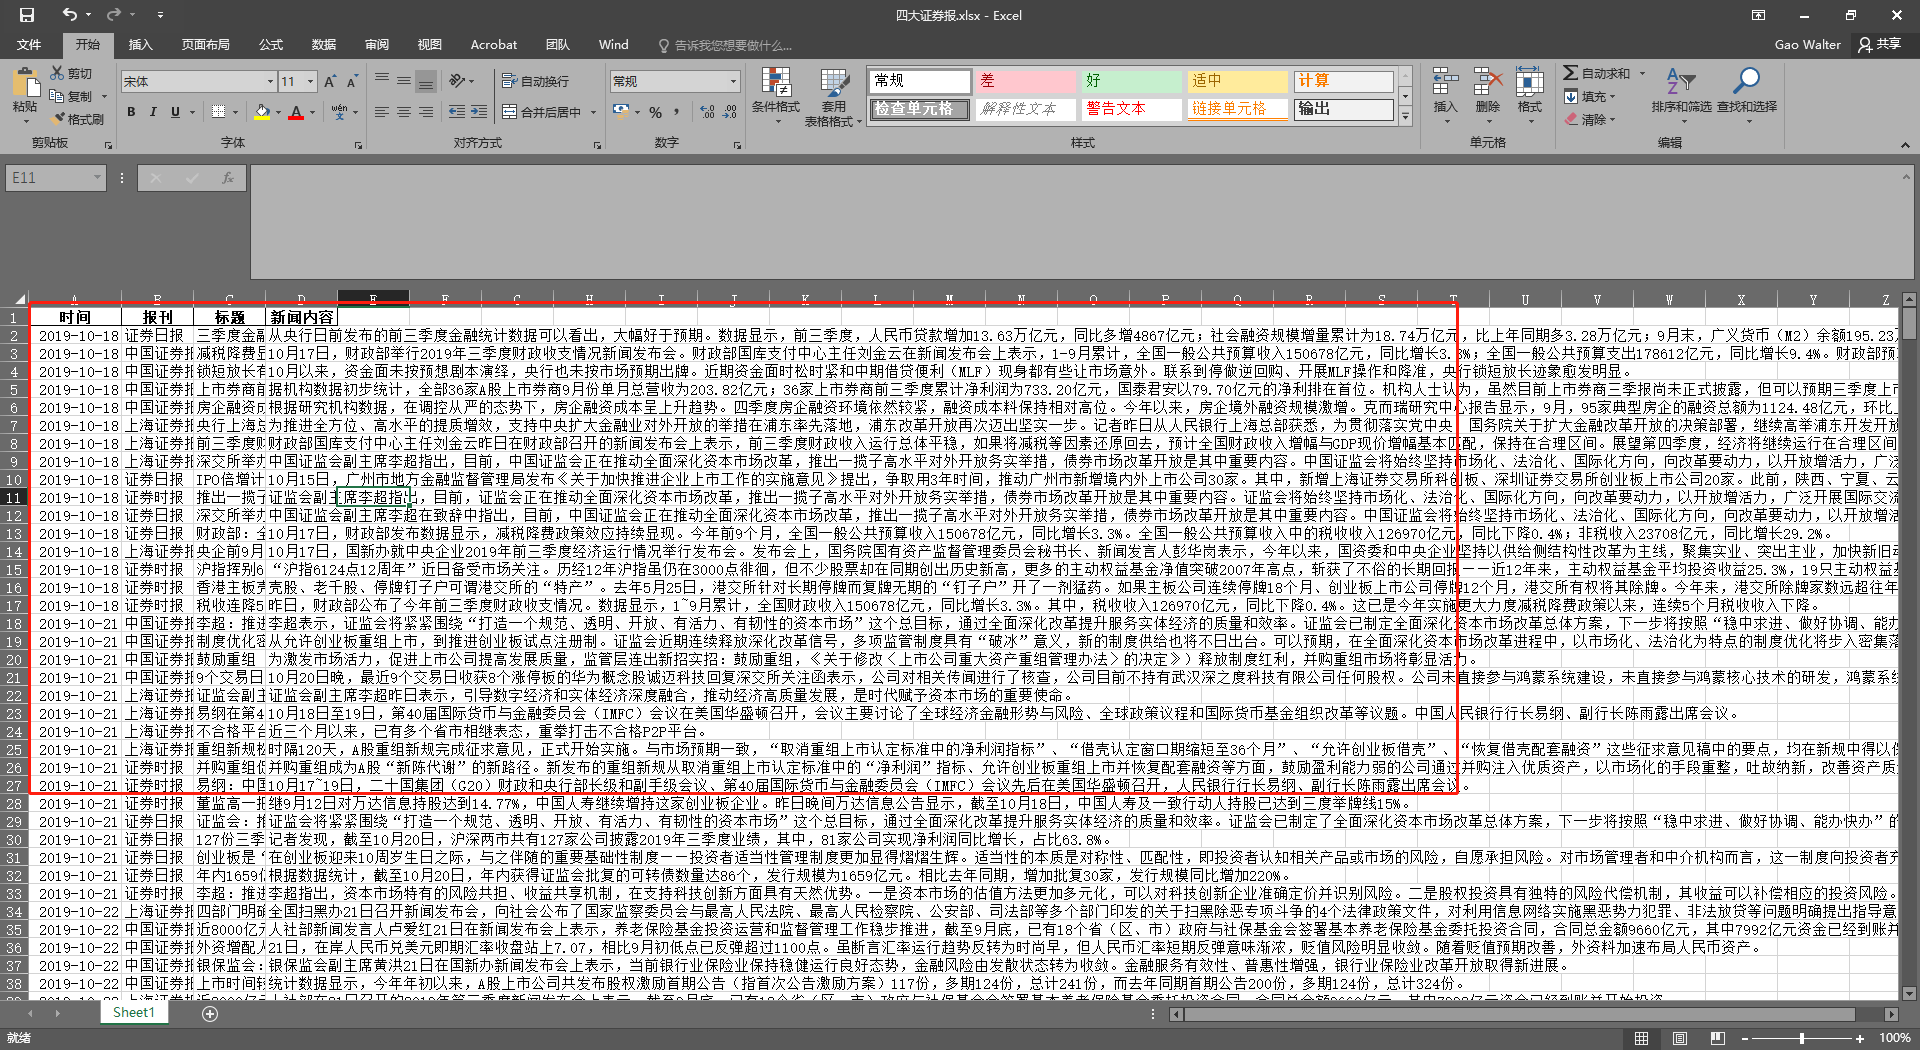 四大证券报.xlsx - Excel
文件 开始 插入 页面布局 公式 数据 审阅 视图 Acrobat 团队 Wind 告诉我您想要做什么... Gao Walter 共享
粘贴 剪切 复制 格式刷 剪贴板
宋体 11 B I U 字体
自动换行 合并后居中 对齐方式
常规 % 数字
条件格式 套用表格格式 常规 差 好 适中 计算
检查单元格 解释性文本 警告文本 链接单元格 输出 样式
插入 删除 格式 单元格
自动求和 填充 清除 排序和筛选 查找和选择 编辑
E11 fx
1 时间 报刊 标题 新闻内容
2 2019-10-18 证券日报 三季度金融 从央行日前发布的前三季度金融统计数据可以看出，大幅好于预期。数据显示，前三季度，人民币贷款增加13.63万亿元，同比多增4867亿元；社会融资规模增量累计为18.74万亿元，比上年同期多3.28万亿元；9月末，广义货币（M2）余额195.23万
3 2019-10-18 中国证券报 减税降费显 10月17日，财政部举行2019年三季度财政收支情况新闻发布会。财政部国库支付中心主任刘金云在新闻发布会上表示，1-9月累计，全国一般公共预算收入150678亿元，同比增长3.3%；全国一般公共预算支出178612亿元，同比增长9.4%。财政部预
4 2019-10-18 中国证券报 锁短放长有 10月以来，资金面未按预想剧本演绎，央行也未按市场预期出牌。近期资金面时松时紧和中期借贷便利（MLF）现身都有些让市场意外。联系到停做逆回购、开展MLF操作和降准，央行锁短放长迹象愈发明显。
5 2019-10-18 中国证券报 上市券商前 据机构数据初步统计，全部36家A股上市券商9月份单月总营收为203.82亿元；36家上市券商前三季度累计净利润为733.20亿元，国泰君安以79.70亿元的净利排在首位。机构人士认为，虽然目前上市券商三季报尚未正式披露，但可以预期三季度上市
6 2019-10-18 中国证券报 房企融资成 根据研究机构数据，在调控从严的态势下，房企融资成本呈上升趋势。四季度房企融资环境依然较紧，融资成本料保持相对高位。今年以来，房企境外融资规模激增。克而瑞研究中心报告显示，9月，95家典型房企的融资总额为1124.48亿元，环比上
7 2019-10-18 上海证券报 央行上海总 为推进全方位、高水平的提质增效，支持中央扩大金融业对外开放的举措在浦东率先落地，浦东改革开放再次迈出坚实一步。记者昨日从人民银行上海总部获悉，为贯彻落实党中央、国务院关于扩大金融改革开放的决策部署，继续高举浦东开发开放
8 2019-10-18 上海证券报 前三季度财 财政部国库支付中心主任刘金云昨日在财政部召开的新闻发布会上表示，前三季度财政收入运行总体平稳，如果将减税等因素还原回去，预计全国财政收入增幅与GDP现价增幅基本匹配，保持在合理区间。展望第四季度，经济将继续运行在合理区间
9 2019-10-18 上海证券报 深交所举办 中国证监会副主席李超指出，目前，中国证监会正在推动全面深化资本市场改革，推出一揽子高水平对外开放务实举措，债券市场改革开放是其中重要内容。中国证监会将始终坚持市场化、法治化、国际化方向，向改革要动力，以开放增活力，广泛
10 2019-10-18 证券日报 IPO倍增计 10月15日，广州市地方金融监督管理局发布《关于加快推进企业上市工作的实施意见》提出，争取用3年时间，推动广州市新增境内外上市公司30家。其中，新增上海证券交易所科创板、深圳证券交易所创业板上市公司20家。此前，陕西、宁夏、云
11 2019-10-18 证券时报 推出一揽子 证监会副主席李超指出，目前，证监会正在推动全面深化资本市场改革，推出一揽子高水平对外开放务实举措，债券市场改革开放是其中重要内容。证监会将始终坚持市场化、法治化、国际化方向，向改革要动力，以开放增活力，广泛开展国际交流
12 2019-10-18 证券日报 深交所举办 中国证监会副主席李超在致辞中指出，目前，中国证监会正在推动全面深化资本市场改革，推出一揽子高水平对外开放务实举措，债券市场改革开放是其中重要内容。中国证监会将始终坚持市场化、法治化、国际化方向，向改革要动力，以开放增活
13 2019-10-18 证券日报 财政部：全 10月17日，财政部发布数据显示，减税降费政策效应持续显现。今年前9个月，全国一般公共预算收入150678亿元，同比增长3.3%。全国一般公共预算收入中的税收收入126970亿元，同比下降0.4%；非税收入23708亿元，同比增长29.2%。
14 2019-10-18 上海证券报 央企前9月 10月17日，国新办就中央企业2019年前三季度经济运行情况举行发布会。发布会上，国务院国有资产监督管理委员会秘书长、新闻发言人彭华岗表示，今年以来，国资委和中央企业坚持以供给侧结构性改革为主线，聚集实业、突出主业，加快新旧动
15 2019-10-18 证券时报 沪指挥别6 “沪指6124点12周年”近日备受市场关注。历经12年沪指虽仍在3000点徘徊，但不少股票却在同期创出历史新高，更多的主动权益基金净值突破2007年高点，斩获了不俗的长期回报——近12年来，主动权益基金平均投资收益25.3%，19只主动权益基
16 2019-10-18 证券时报 香港主板壳 壳股、老千股、停牌钉子户可谓港交所的“特产”。去年5月25日，港交所针对长期停牌而复牌无期的“钉子户”开了一剂猛药。如果主板公司连续停牌18个月、创业板上市公司停牌12个月，港交所有权将其除牌。今年来，港交所除牌家数远超往年
17 2019-10-18 证券时报 税收连降5 昨日，财政部公布了今年前三季度财政收支情况。数据显示，1~9月累计，全国财政收入150678亿元，同比增长3.3%。其中，税收收入126970亿元，同比下降0.4%。这已是今年实施更大力度减税降费政策以来，连续5个月税收收入下降。
18 2019-10-21 中国证券报 李超：推进 李超表示，证监会将紧紧围绕“打造一个规范、透明、开放、有活力、有韧性的资本市场”这个总目标，通过全面深化改革提升服务实体经济的质量和效率。证监会已制定全面深化资本市场改革总体方案，下一步将按照“稳中求进、做好协调、能办
19 2019-10-21 中国证券报 制度优化密 从允许创业板重组上市，到推进创业板试点注册制。证监会近期连续释放深化改革信号，多项监管制度具有“破冰”意义，新的制度供给也将不日出台。可以预期，在全面深化资本市场改革进程中，以市场化、法治化为特点的制度优化将步入密集落
20 2019-10-21 中国证券报 鼓励重组 为激发市场活力，促进上市公司提高发展质量，监管层连出新招实招：鼓励重组，《关于修改〈上市公司重大资产重组管理办法〉的决定》）释放制度红利，并购重组市场将彰显活力。
21 2019-10-21 中国证券报 9个交易日 10月20日晚，最近9个交易日收获8个涨停板的华为概念股诚迈科技回复深交所关注函表示，公司对相关传闻进行了核查，公司目前不持有武汉深之度科技有限公司任何股权。公司未直接参与鸿蒙系统建设，未直接参与鸿蒙核心技术的研发，鸿蒙系统
22 2019-10-21 上海证券报 证监会副主 证监会副主席李超昨日表示，引导数字经济和实体经济深度融合，推动经济高质量发展，是时代赋予资本市场的重要使命。
23 2019-10-21 上海证券报 易纲在第4 10月18日至19日，第40届国际货币与金融委员会（IMFC）会议在美国华盛顿召开，会议主要讨论了全球经济金融形势与风险、全球政策议程和国际货币基金组织改革等议题。中国人民银行行长易纲、副行长陈雨露出席会议。
24 2019-10-21 上海证券报 不合格平台 近三个月以来，已有多个省市相继表态，重拳打击不合格P2P平台。
25 2019-10-21 上海证券报 重组新规松 时隔120天，A股重组新规完成征求意见，正式开始实施。与市场预期一致，“取消重组上市认定标准中的净利润指标”、“借壳认定窗口期缩短至36个月”、“允许创业板借壳”、“恢复借壳配套融资”这些征求意见稿中的要点，均在新规中得以保
26 2019-10-21 证券时报 并购重组促 并购重组成为A股“新陈代谢”的新路径。新发布的重组新规从取消重组上市认定标准中的“净利润”指标、允许创业板重组上市并恢复配套融资等方面，鼓励盈利能力弱的公司通过并购注入优质资产，以市场化的手段重整，吐故纳新，改善资产质
27 2019-10-21 证券时报 易纲：中国 10月17~19日，二十国集团（G20）财政和央行部长级和副手级会议、第40届国际货币与金融委员会（IMFC）会议先后在美国华盛顿召开，人民银行行长易纲、副行长陈雨露出席会议。
28 2019-10-21 证券时报 董监高一折 继9月12日对万达信息持股达到14.77%，中国人寿继续增持这家创业板企业。昨日晚间万达信息公告显示，截至10月18日，中国人寿及一致行动人持股已达到三度举牌线15%。
29 2019-10-21 证券日报 证监会：推 证监会将紧紧围绕“打造一个规范、透明、开放、有活力、有韧性的资本市场”这个总目标，通过全面深化改革提升服务实体经济的质量和效率。证监会已制定了全面深化资本市场改革总体方案，下一步将按照“稳中求进、做好协调、能办快办”的
30 2019-10-21 证券日报 127份三季 记者发现，截至10月20日，沪深两市共有127家公司披露2019年三季度业绩，其中，81家公司实现净利润同比增长，占比63.8%。
31 2019-10-21 证券日报 创业板是“ 在创业板迎来10周岁生日之际，与之伴随的重要基础性制度——投资者适当性管理制度更加显得熠熠生辉。适当性的本质是对称性、匹配性，即投资者认知相关产品或市场的风险，自愿承担风险。对市场管理者和中介机构而言，这一制度向投资者充
32 2019-10-21 证券日报 年内1659亿 根据数据统计，截至10月20日，年内获得证监会批复的可转债数量达86个，发行规模为1659亿元。相比去年同期，增加批复30家，发行规模同比增加220%。
33 2019-10-21 证券时报 李超：推进 李超指出，资本市场特有的风险共担、收益共享机制，在支持科技创新方面具有天然优势。一是资本市场的估值方法更加多元化，可以对科技创新企业准确定价并识别风险。二是股权投资具有独特的风险代偿机制，其收益可以补偿相应的投资风险。
34 2019-10-22 上海证券报 四部门明确 全国扫黑办21日召开新闻发布会，向社会公布了国家监察委员会与最高人民法院、最高人民检察院、公安部、司法部等多个部门印发的关于扫黑除恶专项斗争的4个法律政策文件，对利用信息网络实施黑恶势力犯罪、非法放贷等问题明确提出指导意
35 2019-10-22 中国证券报 近8000亿元 人社部新闻发言人卢爱红21日在新闻发布会上表示，养老保险基金投资运营和监督管理工作稳步推进，截至9月底，已有18个省（区、市）政府与社保基金会签署基本养老保险基金委托投资合同，合同总金额9660亿元，其中7992亿元资金已经到账并
36 2019-10-22 中国证券报 外资增配人 21日，在岸人民币兑美元即期汇率收盘站上7.07，相比9月初低点已反弹超过1100点。虽断言汇率运行趋势反转为时尚早，但人民币汇率短期反弹意味渐浓，贬值风险明显收敛。随着贬值预期改善，外资料加速布局人民币资产。
37 2019-10-22 中国证券报 银保监会： 银保监会副主席黄洪21日在国新办新闻发布会上表示，当前银行业保险业保持稳健运行良好态势，金融风险由发散状态转为收敛。金融服务有效性、普惠性增强，银行业保险业改革开放取得新进展。
38 2019-10-22 中国证券报 上市时间较 统计数据显示，今年年初以来，A股上市公司共发布股权激励首期公告（指首次公告激励方案）117份，多期124份，总计241份，而去年同期首期公告200份，多期124份，总计324份。
Sheet1
就绪 100%